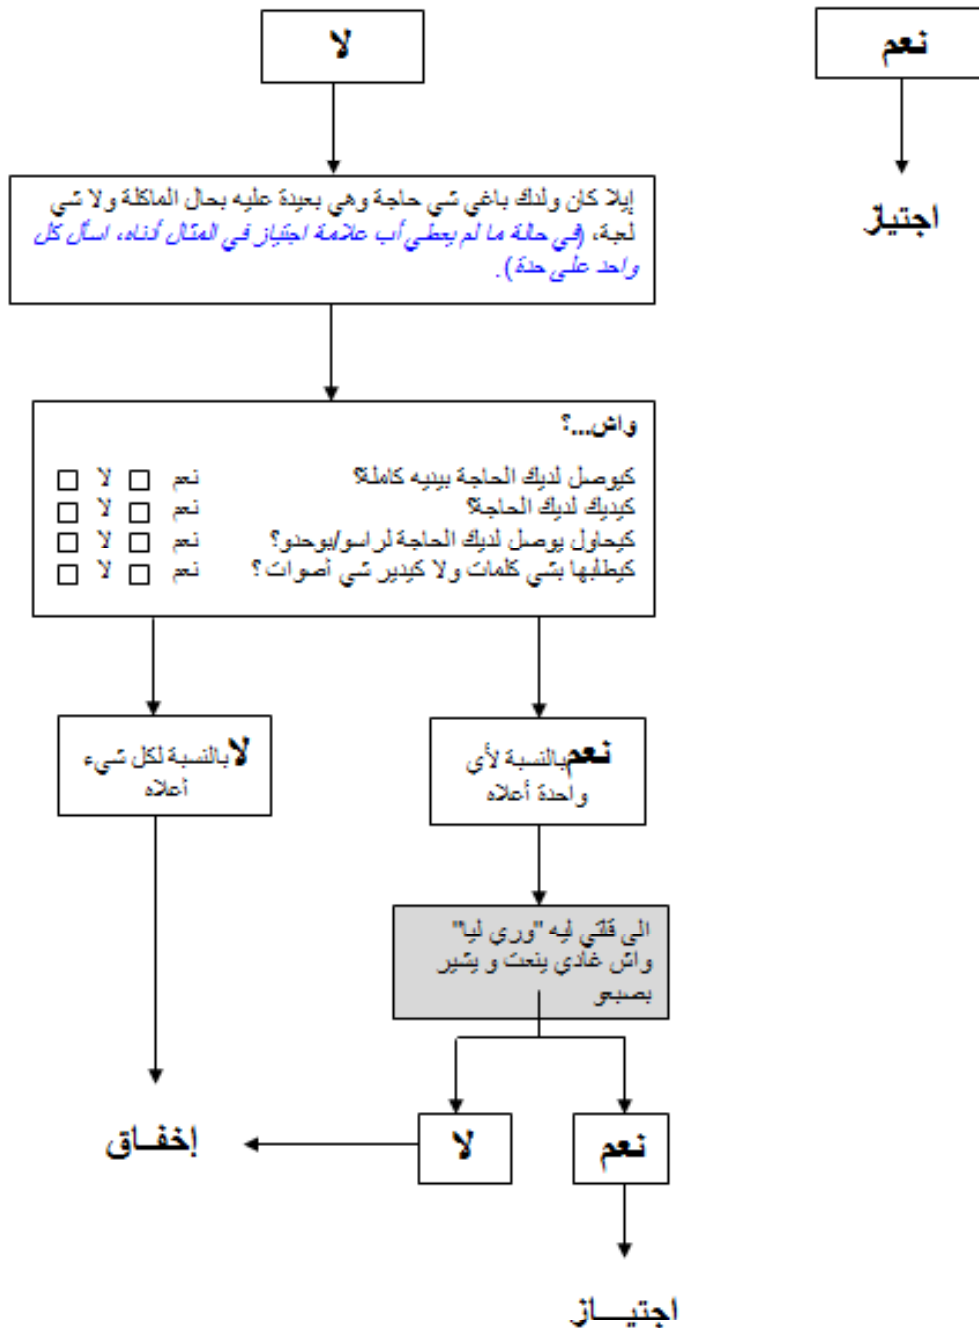 نعم
لا
اجتياز
إيلا كان ولدك باغي شي حاجة وهي بعيدة عليه بحال الماكلة ولا شي
لعبة، (في حالة ما لم يعطي أب علامة اجتياز في المثال أدناه، اسأل كل
واحد على حدة).
واش...؟
كيوصل لديك الحاجة بيديه كاملة؟ نعم □ لا □
كيديك لديك الحاجة؟ نعم □ لا □
كيحاول يوصل لديك الحاجة لراسو/بوحدو؟ نعم □ لا □
كيطلبها بشي كلمات ولا كيدير شي أصوات؟ نعم □ لا □
نعم بالنسبة لأي
واحدة أعلاه
لا بالنسبة لكل شيء
أعلاه
الى قلتي ليه "وري ليا"
واش غادي ينعت و يشير
بصبعو
نعم
لا
إخفــاق
اجتيـــاز